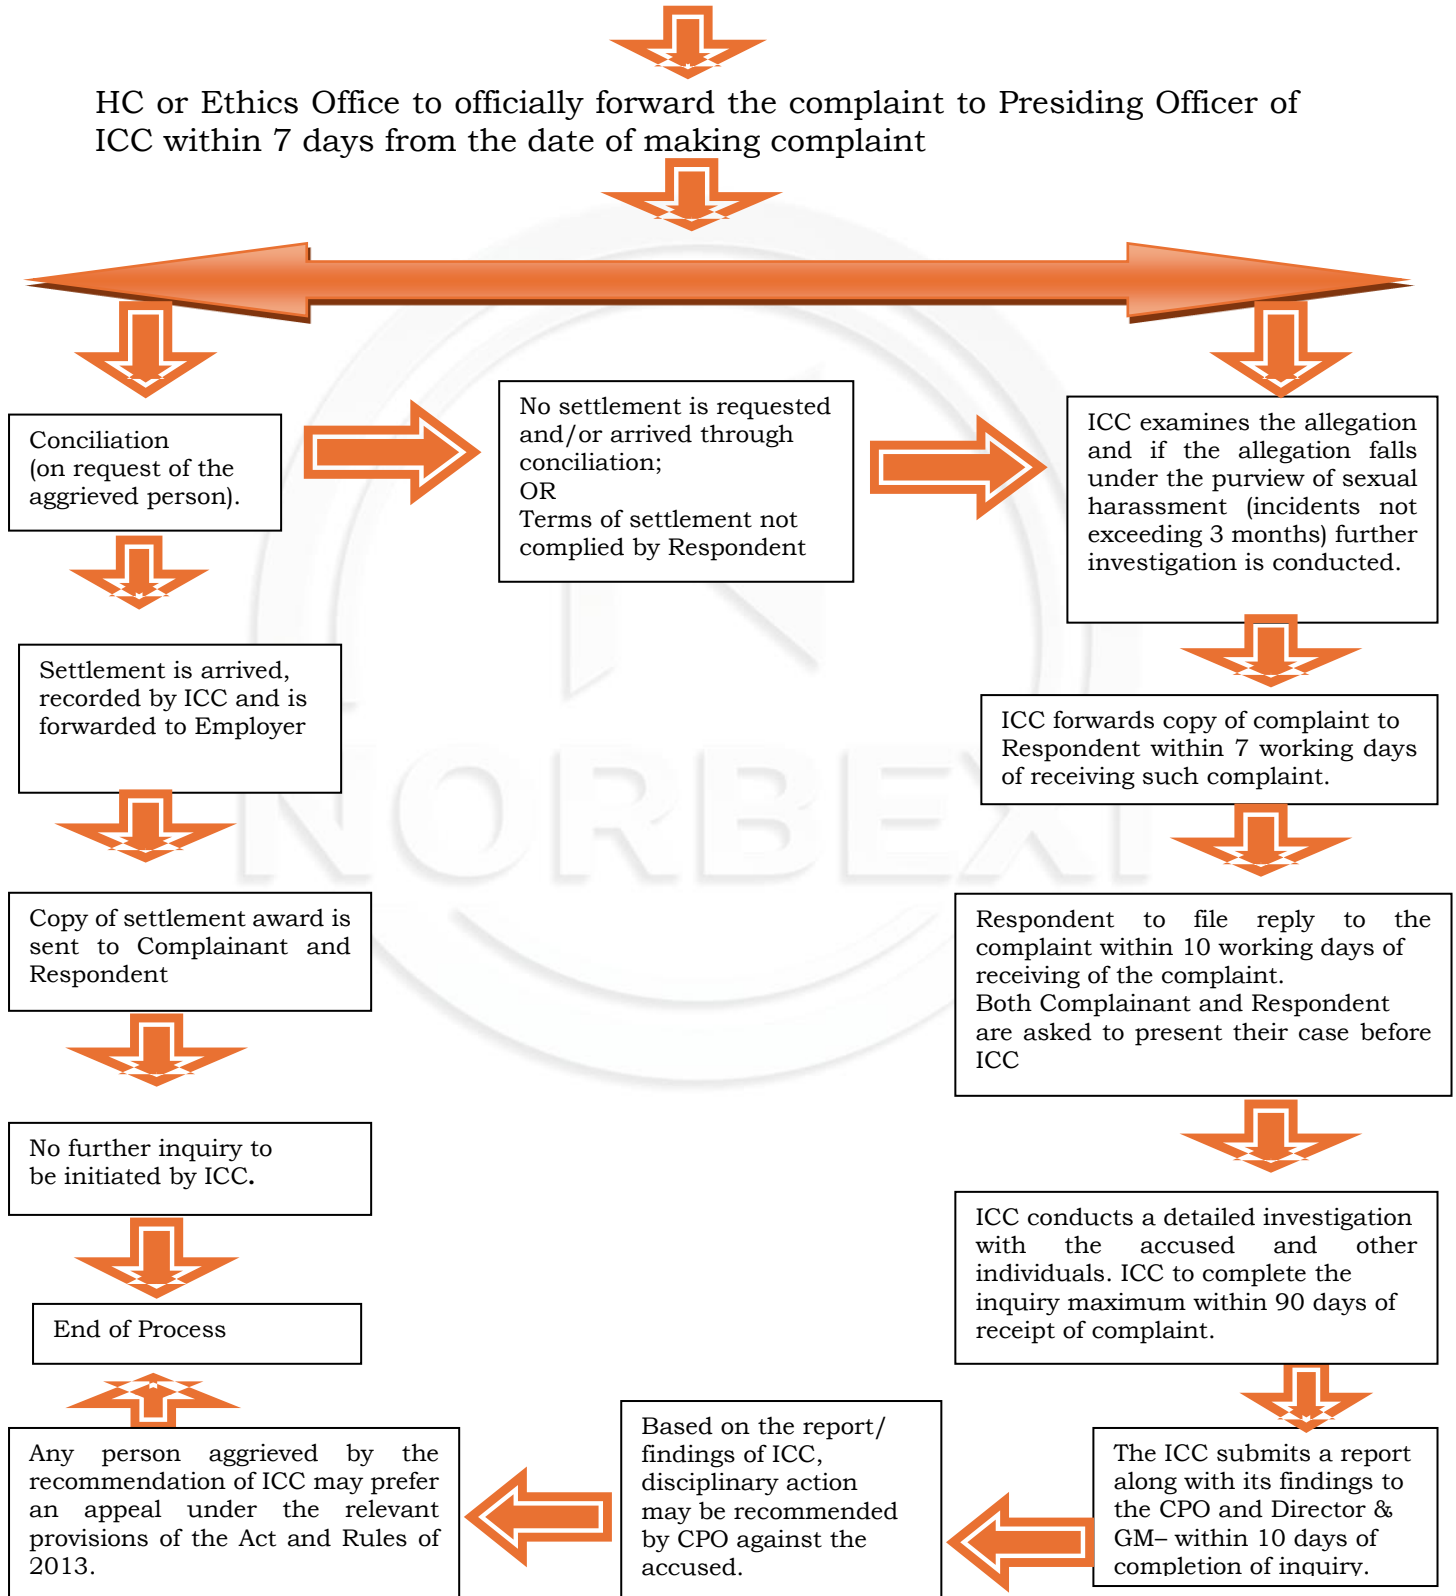 HC or Ethics Office to officially forward the complaint to Presiding Officer of
ICC within 7 days from the date of making complaint
Conciliation
(on request of the
aggrieved person).
No settlement is requested
and/or arrived through
conciliation;
OR
Terms of settlement not
complied by Respondent
ICC examines the allegation
and if the allegation falls
under the purview of sexual
harassment (incidents not
exceeding 3 months) further
investigation is conducted.
Settlement is arrived,
recorded by ICC and is
forwarded to Employer
ICC forwards copy of complaint to
Respondent within 7 working days
of receiving such complaint.
NORBEXI
Copy of settlement award is
sent to Complainant and
Respondent
Respondent to file reply to the
complaint within 10 working days of
receiving of the complaint.
Both Complainant and Respondent
are asked to present their case before
ICC
No further inquiry to
be initiated by ICC.
ICC conducts a detailed investigation
with the accused and other
individuals. ICC to complete the
inquiry maximum within 90 days of
receipt of complaint.
End of Process
Any person aggrieved by the
recommendation of ICC may prefer
an appeal under the relevant
provisions of the Act and Rules of
2013.
Based on the report/
findings of ICC,
disciplinary action
may be recommended
by CPO against the
accused.
The ICC submits a report
along with its findings to
the CPO and Director &
GM– within 10 days of
completion of inquiry.